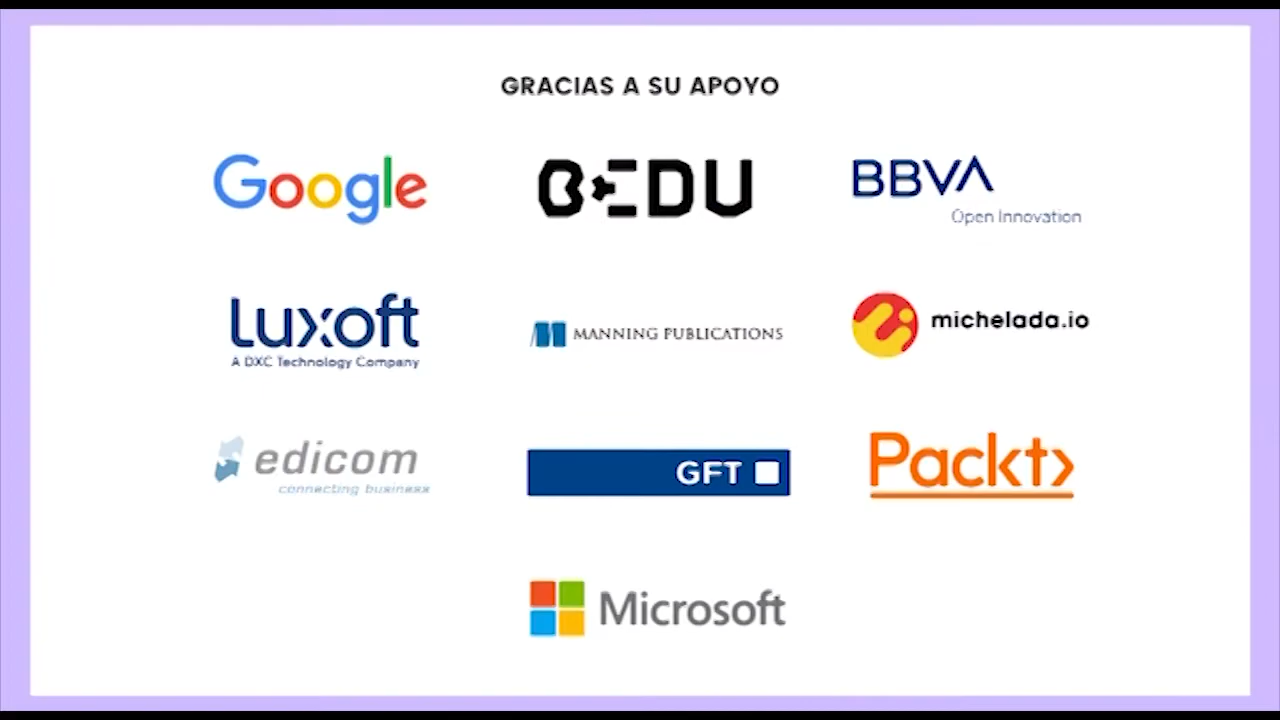 GRACIAS A SU APOYO
Google
BEDU
BBVA
Open Innovation
Luxoft
A DXC Technology Company
MANNING PUBLICATIONS
michelada.io
edicom
connecting business
GFT
Packt
Microsoft